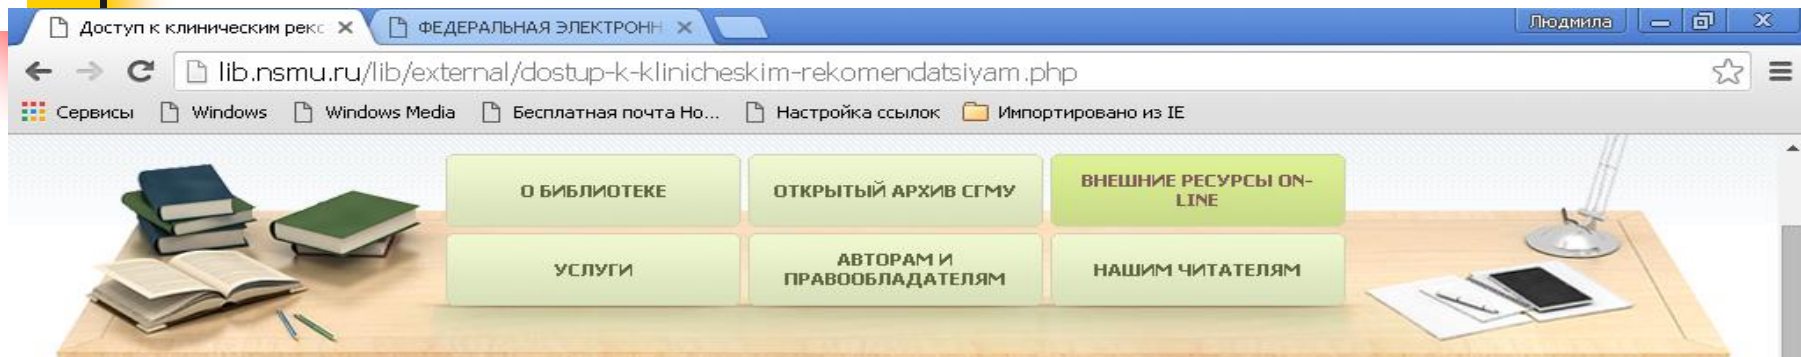 Доступ к клиническим рекс
ФЕДЕРАЛЬНАЯ ЭЛЕКТРОНН
Людмила
lib.nsmu.ru/lib/external/dostup-k-klinicheskim-rekomendatsiyam.php
Сервисы Windows Windows Media Бесплатная почта Ho... Настройка ссылок Импортировано из IE
О БИБЛИОТЕКЕ
ОТКРЫТЫЙ АРХИВ СГМУ
ВНЕШНИЕ РЕСУРСЫ ON-
LINE
УСЛУГИ
АВТОРАМ И
ПРАВООБЛАДАТЕЛЯМ
НАШИМ ЧИТАТЕЛЯМ